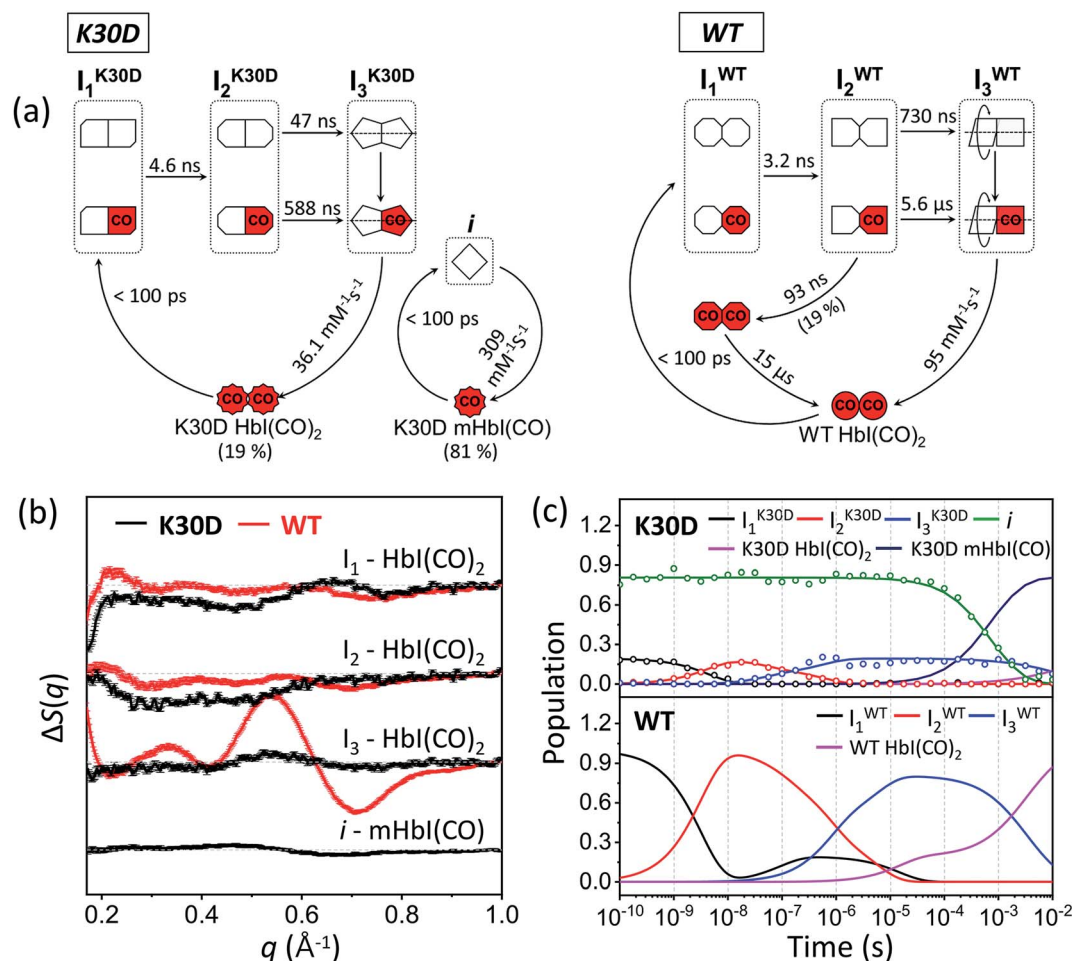 (a)
K30D
I₁ᴷ³⁰ᴰ I₂ᴷ³⁰ᴰ I₃ᴷ³⁰ᴰ
47 ns
4.6 ns
CO CO 588 ns CO
i
< 100 ps
36.1 mM⁻¹s⁻¹
< 100 ps
309
mM⁻¹S⁻¹
CO CO
CO
K30D HbI(CO)₂
(19 %)
K30D mHbI(CO)
(81 %)
WT
I₁ᵂᵀ I₂ᵂᵀ I₃ᵂᵀ
730 ns
3.2 ns
CO CO 5.6 µs CO
93 ns
(19 %)
CO CO
< 100 ps
15 µs
95 mM⁻¹s⁻¹
CO CO
WT HbI(CO)₂
(b)
K30D WT
I₁ - HbI(CO)₂
I₂ - HbI(CO)₂
I₃ - HbI(CO)₂
i - mHbI(CO)
ΔS(q)
0.2 0.4 0.6 0.8 1.0
q (Å⁻¹)
(c)
K30D I₁ᴷ³⁰ᴰ I₂ᴷ³⁰ᴰ I₃ᴷ³⁰ᴰ i
K30D HbI(CO)₂ K30D mHbI(CO)
1.2
0.9
0.6
0.3
0.0
WT I₁ᵂᵀ I₂ᵂᵀ I₃ᵂᵀ
WT HbI(CO)₂
1.2
0.9
0.6
0.3
0.0
Population
10⁻¹⁰ 10⁻⁹ 10⁻⁸ 10⁻⁷ 10⁻⁶ 10⁻⁵ 10⁻⁴ 10⁻³ 10⁻²
Time (s)